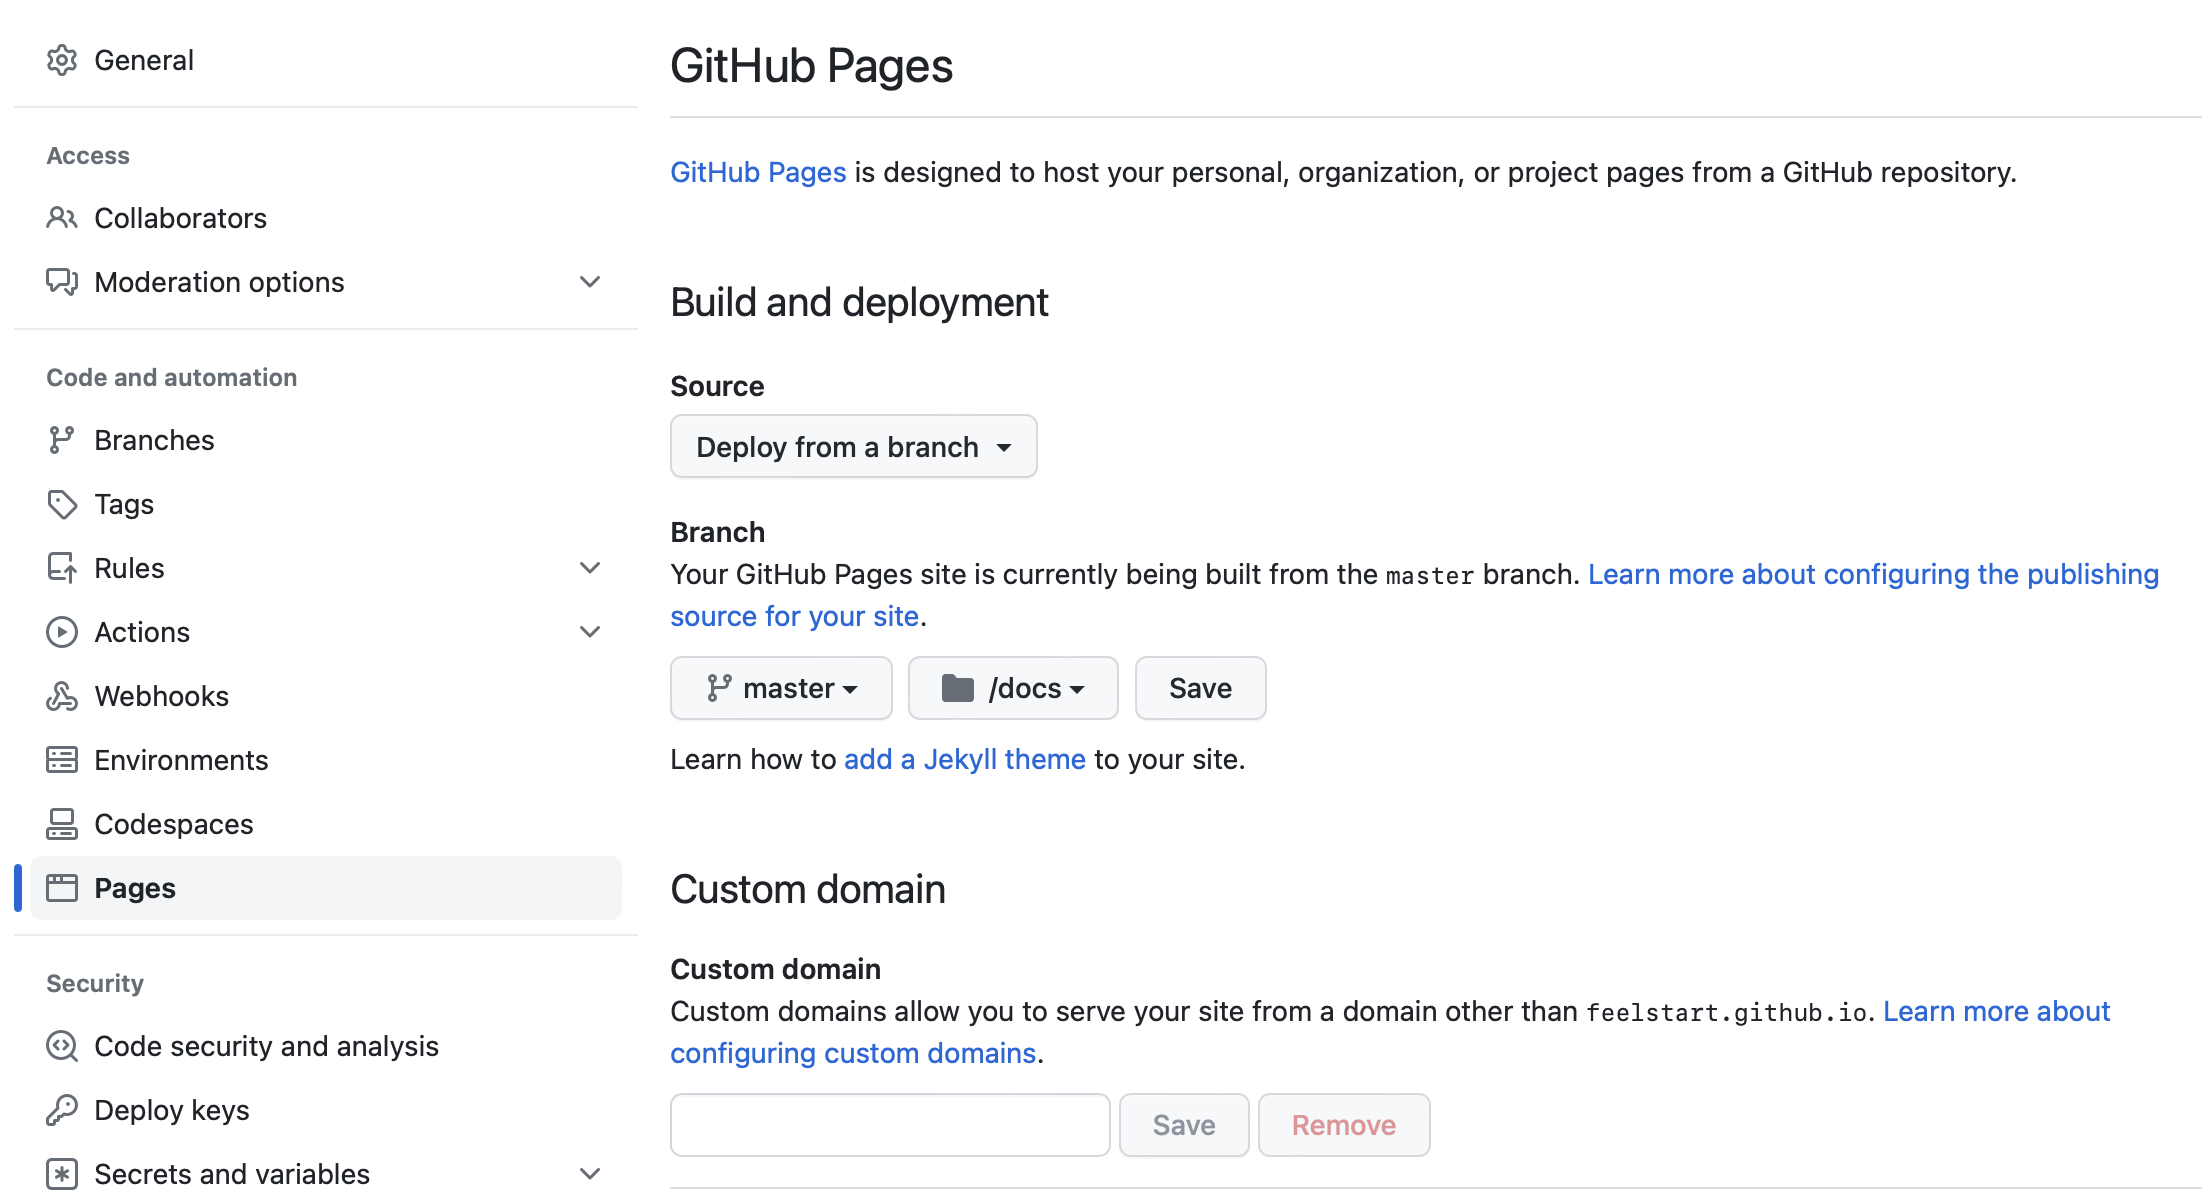 General
Access
Collaborators
Moderation options
Code and automation
Branches
Tags
Rules
Actions
Webhooks
Environments
Codespaces
Pages
Security
Code security and analysis
Deploy keys
Secrets and variables
GitHub Pages
GitHub Pages is designed to host your personal, organization, or project pages from a GitHub repository.
Build and deployment
Source
Deploy from a branch
Branch
Your GitHub Pages site is currently being built from the master branch. Learn more about configuring the publishing
source for your site.
master /docs Save
Learn how to add a Jekyll theme to your site.
Custom domain
Custom domain
Custom domains allow you to serve your site from a domain other than feelstart.github.io. Learn more about
configuring custom domains.
Save Remove